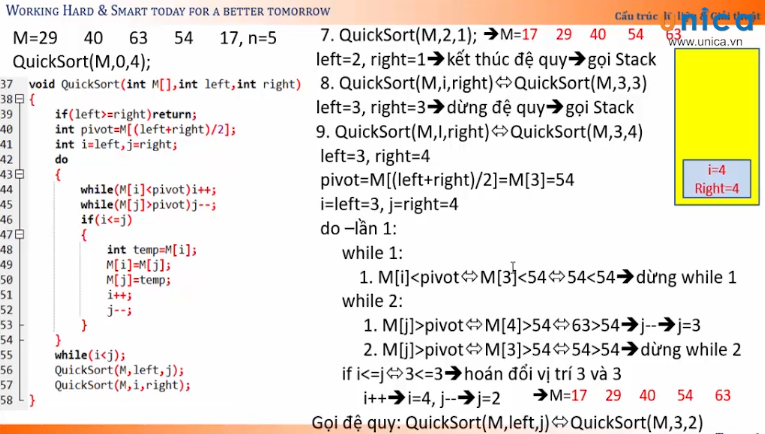 WORKING HARD & SMART TODAY FOR A BETTER TOMORROW
Cấu trúc & Giải thuật
unica
www.unica.vn
M=29 40 63 54 17, n=5
QuickSort(M,0,4);
37 void QuickSort(int M[],int left,int right)
38 {
39 if(left>=right)return;
40 int pivot=M[(left+right)/2];
41 int i=left,j=right;
42 do
43 {
44 while(M[i]<pivot)i++;
45 while(M[j]>pivot)j--;
46 if(i<=j)
47 {
48 int temp=M[i];
49 M[i]=M[j];
50 M[j]=temp;
51 i++;
52 j--;
53 }
54 }
55 while(i<j);
56 QuickSort(M,left,j);
57 QuickSort(M,i,right);
58 }
7. QuickSort(M,2,1); ➔M=17 29 40 54 63
left=2, right=1➔kết thúc đệ quy➔gọi Stack
8. QuickSort(M,i,right)⇔QuickSort(M,3,3)
left=3, right=3➔dừng đệ quy➔gọi Stack
9. QuickSort(M,I,right)⇔QuickSort(M,3,4)
left=3, right=4
pivot=M[(left+right)/2]=M[3]=54
i=left=3, j=right=4
do –lần 1:
while 1:
1. M[i]<pivot⇔M[3]<54⇔54<54➔dừng while 1
while 2:
1. M[j]>pivot⇔M[4]>54⇔63>54➔j--➔j=3
2. M[j]>pivot⇔M[3]>54⇔54>54➔dừng while 2
if i<=j⇔3<=3➔hoán đổi vị trí 3 và 3
i++➔i=4, j--➔j=2 ➔M=17 29 40 54 63
Gọi đệ quy: QuickSort(M,left,j)⇔QuickSort(M,3,2)
i=4
Right=4